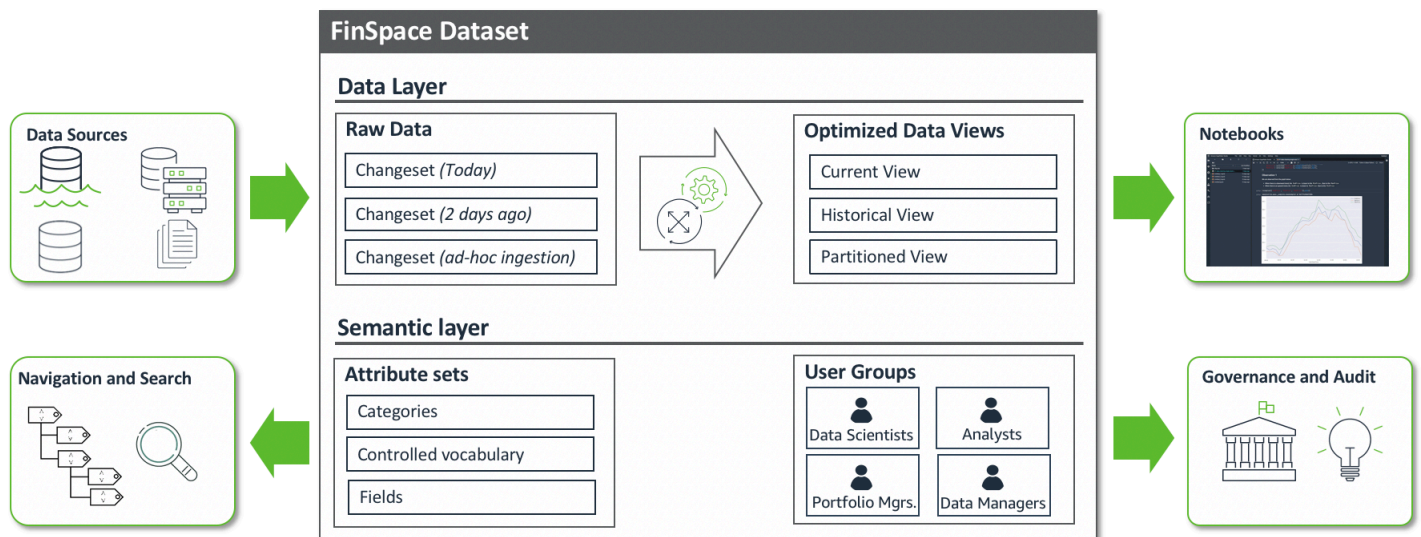 FinSpace Dataset
Data Layer
Data Sources
Raw Data
Changeset (Today)
Changeset (2 days ago)
Changeset (ad-hoc ingestion)
Optimized Data Views
Current View
Historical View
Partitioned View
Notebooks
Semantic layer
Navigation and Search
Attribute sets
Categories
Controlled vocabulary
Fields
User Groups
Data Scientists
Analysts
Portfolio Mgrs.
Data Managers
Governance and Audit